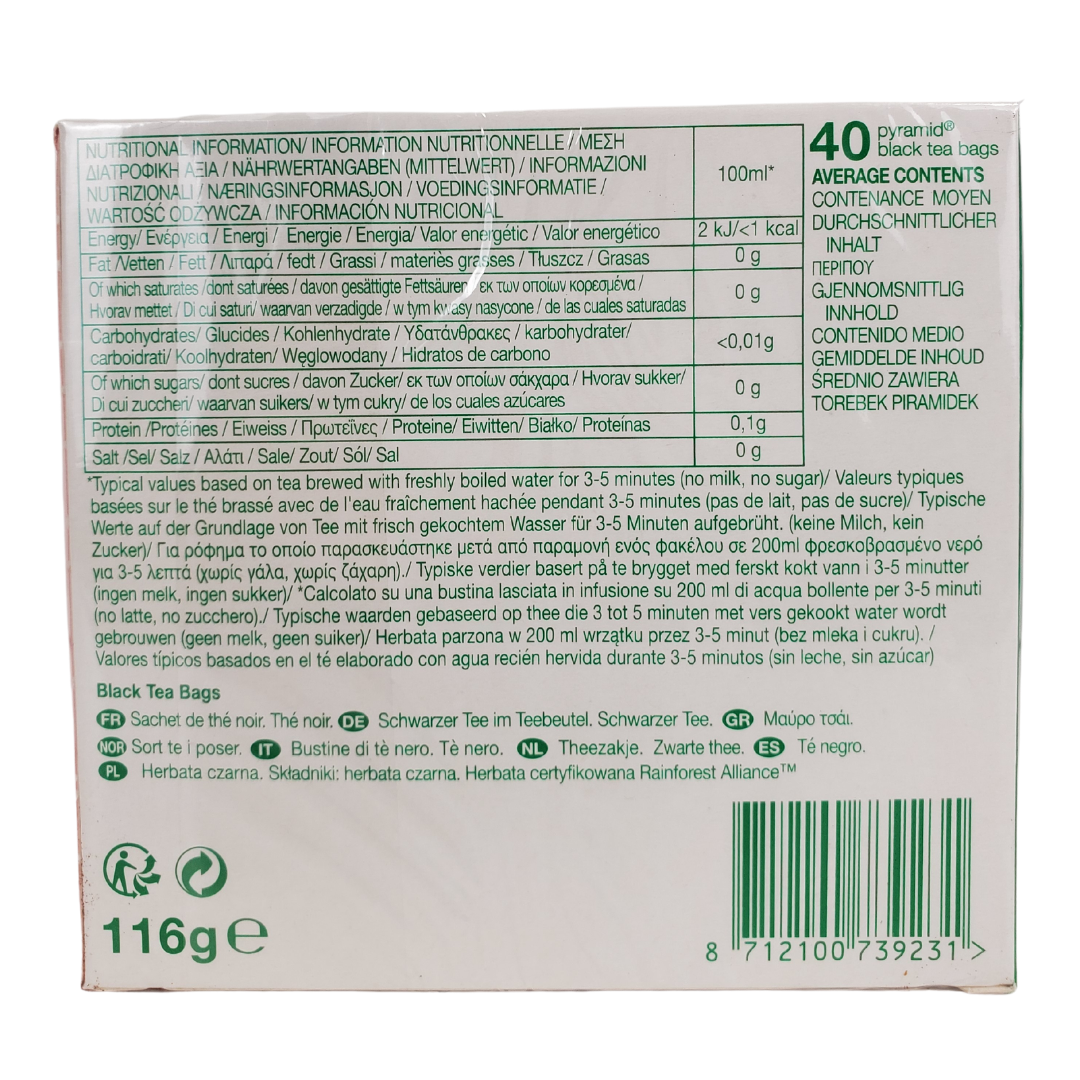 NUTRITIONAL INFORMATION/ INFORMATION NUTRITIONNELLE / ΜΕΣΗ
ΔΙΑΤΡΟΦΙΚΗ ΑΞΙΑ / NÄHRWERTANGABEN (MITTELWERT) / INFORMAZIONI
NUTRIZIONALI / NÆRINGSINFORMASJON / VOEDINGSINFORMATIE /
WARTOŚĆ ODŻYWCZA / INFORMACIÓN NUTRICIONAL
100ml*
Energy/ Ενέργεια / Energi / Energie / Energia/ Valor energétic / Valor energético 2 kJ/<1 kcal
Fat /Vetten / Fett / Λιπαρά / fedt / Grassi / materiès grasses / Tłuszcz / Grasas 0 g
Of which saturates /dont saturées / davon gesättigte Fettsäuren/ εκ των οποίων κορεσμένα /
Hvorav mettet / Di cui saturi/ waarvan verzadigde / w tym kwasy nasycone / de las cuales saturadas
0 g
Carbohydrates/ Glucides / Kohlenhydrate / Υδατάνθρακες / karbohydrater/
carboidrati/ Koolhydraten/ Węglowodany / Hidratos de carbono
<0,01g
Of which sugars/ dont sucres / davon Zucker/ εκ των οποίων σάκχαρα / Hvorav sukker/
Di cui zuccheri/ waarvan suikers/ w tym cukry/ de los cuales azúcares
0 g
Protein /Protéines / Eiweiss / Πρωτεΐνες / Proteine/ Eiwitten/ Białko/ Proteínas 0,1g
Salt /Sel/ Salz / Αλάτι / Sale/ Zout/ Sól/ Sal 0 g
40 pyramid®
black tea bags
AVERAGE CONTENTS
CONTENANCE MOYEN
DURCHSCHNITTLICHER
INHALT
ΠΕΡΙΠΟΥ
GJENNOMSNITTLIG
INNHOLD
CONTENIDO MEDIO
GEMIDDELDE INHOUD
ŚREDNIO ZAWIERA
TOREBEK PIRAMIDEK
*Typical values based on tea brewed with freshly boiled water for 3-5 minutes (no milk, no sugar)/ Valeurs typiques
basées sur le thé brassé avec de l'eau fraîchement hachée pendant 3-5 minutes (pas de lait, pas de sucre)/ Typische
Werte auf der Grundlage von Tee mit frisch gekochtem Wasser für 3-5 Minuten aufgebrüht. (keine Milch, kein
Zucker)/ Για ρόφημα το οποίο παρασκευάστηκε μετά από παραμονή ενός φακέλου σε 200ml φρεσκοβρασμένο νερό
για 3-5 λεπτά (χωρίς γάλα, χωρίς ζάχαρη)./ Typiske verdier basert på te brygget med ferskt kokt vann i 3-5 minutter
(ingen melk, ingen sukker)/ *Calcolato su una bustina lasciata in infusione su 200 ml di acqua bollente per 3-5 minuti
(no latte, no zucchero)./ Typische waarden gebaseerd op thee die 3 tot 5 minuten met vers gekookt water wordt
gebrouwen (geen melk, geen suiker)/ Herbata parzona w 200 ml wrzątku przez 3-5 minut (bez mleka i cukru). /
Valores típicos basados en el té elaborado con agua recién hervida durante 3-5 minutos (sin leche, sin azúcar)
Black Tea Bags
FR Sachet de thé noir. Thé noir. DE Schwarzer Tee im Teebeutel. Schwarzer Tee. GR Μαύρο τσάι.
NOR Sort te i poser. IT Bustine di tè nero. Tè nero. NL Theezakje. Zwarte thee. ES Té negro.
PL Herbata czarna. Składniki: herbata czarna. Herbata certyfikowana Rainforest Alliance™
116g e
8 712100 739231 >